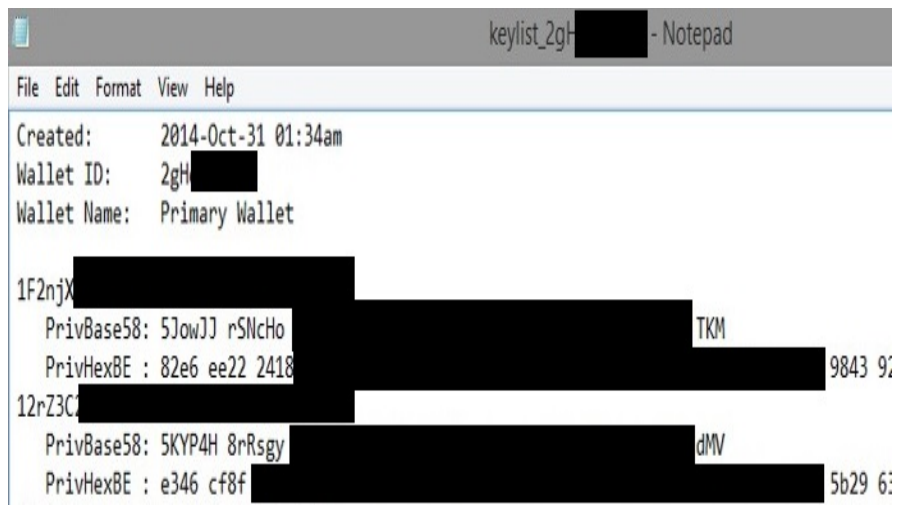 keylist_2gH - Notepad
File Edit Format View Help
Created: 2014-Oct-31 01:34am
Wallet ID: 2gH
Wallet Name: Primary Wallet
1F2njX
PrivBase58: 5JowJJ rSNcHo TKM
PrivHexBE : 82e6 ee22 2418 9843 92
12rZ3C2
PrivBase58: 5KYP4H 8rRsgy dMV
PrivHexBE : e346 cf8f 5b29 63